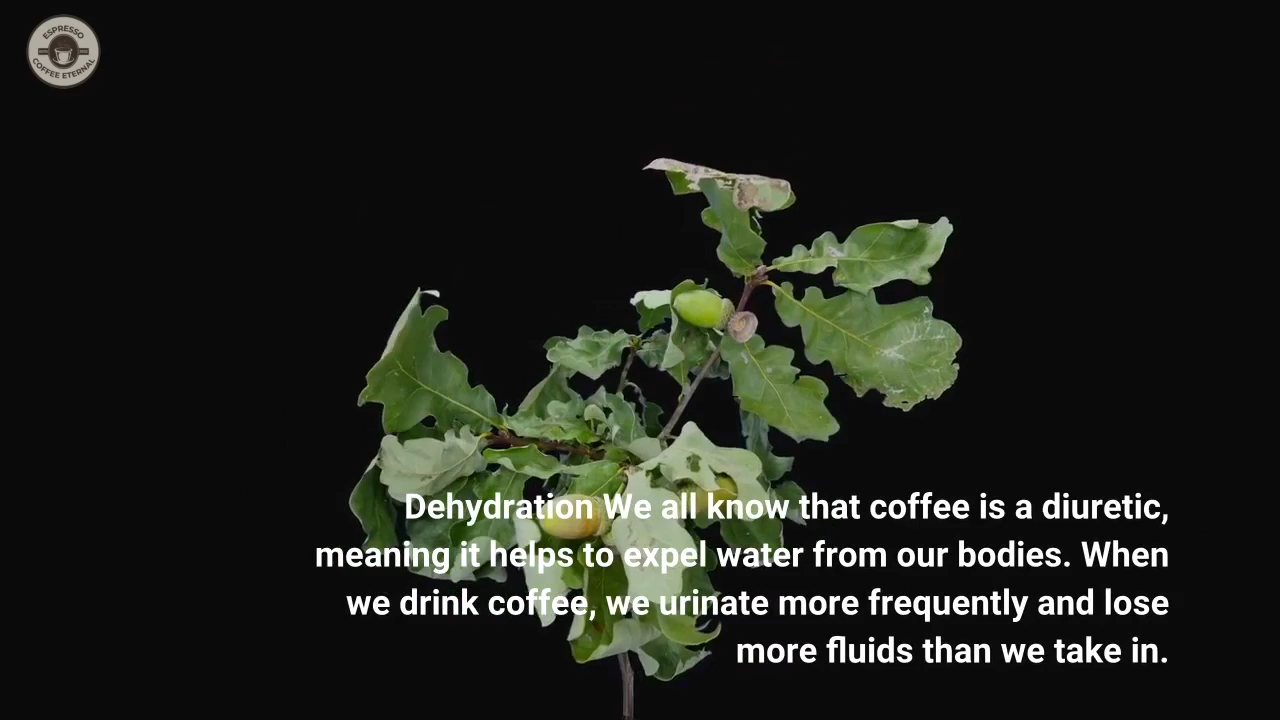 ESPRESSO
COFFEE ETERNAL
Dehydration We all know that coffee is a diuretic,
meaning it helps to expel water from our bodies. When
we drink coffee, we urinate more frequently and lose
more fluids than we take in.